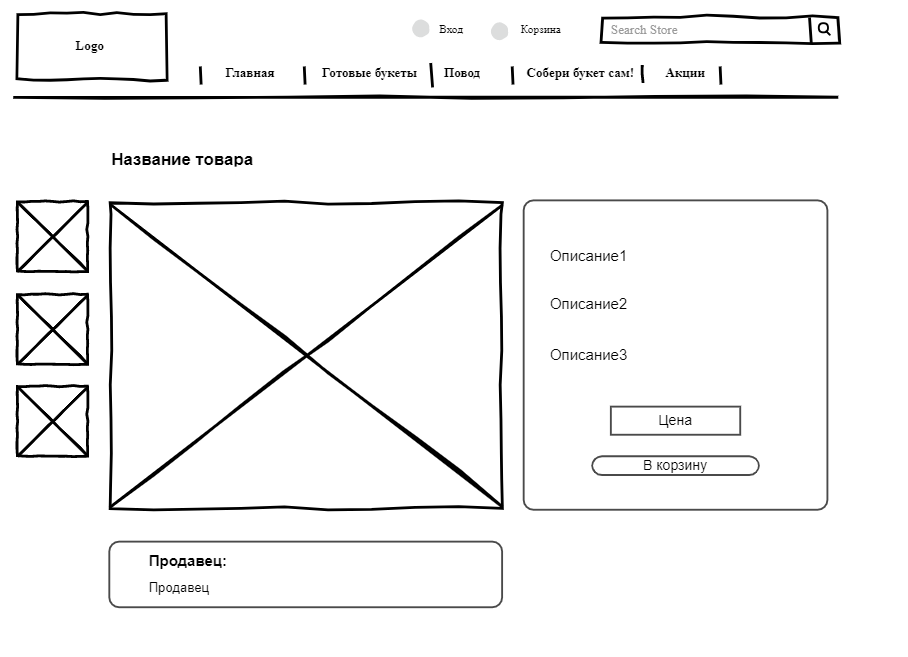 Logo
Вход
Корзина
Search Store
Главная
Готовые букеты
Повод
Собери букет сам!
Акции
Название товара
Описание1
Описание2
Описание3
Цена
В корзину
Продавец:
Продавец